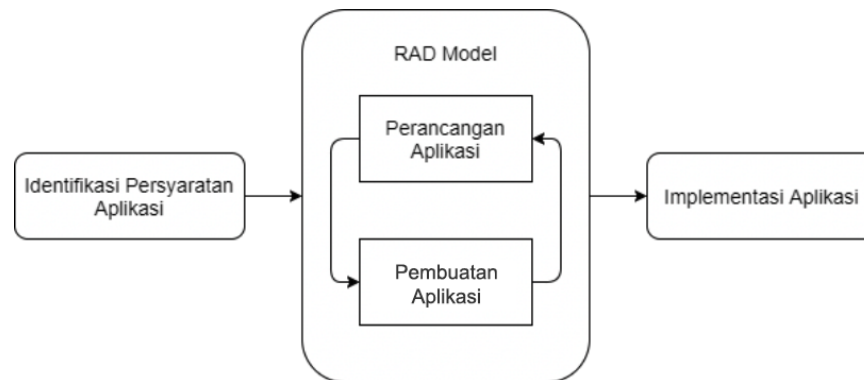 RAD Model
Perancangan
Aplikasi
Identifikasi Persyaratan
Aplikasi
Implementasi Aplikasi
Pembuatan
Aplikasi